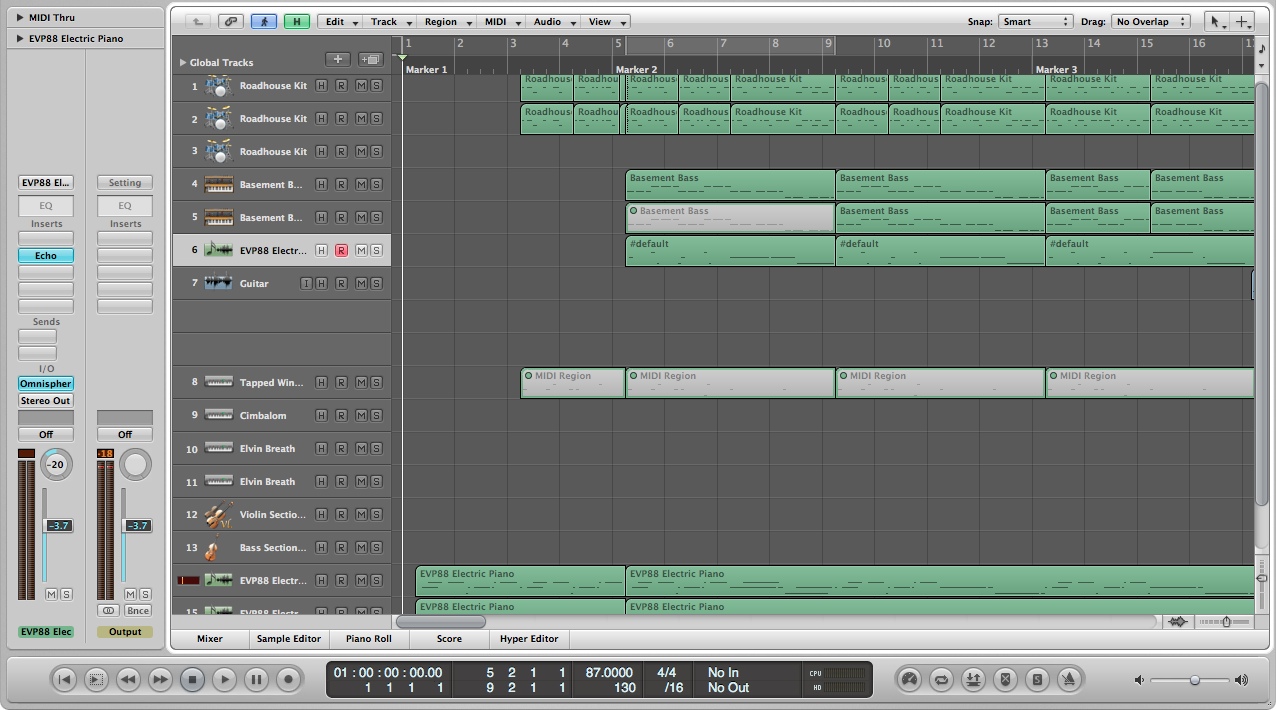 MIDI Thru
EVP88 Electric Piano
EVP88 El... Setting
EQ EQ
Inserts Inserts
Echo
Sends
I/O
Omnispher
Stereo Out
Off Off
-18
-20
-3.7 -3.7
M S M S
Bnce
EVP88 Elec Output
H Edit Track Region MIDI Audio View Snap: Smart Drag: No Overlap
Global Tracks
1 2 3 4 5 6 7 8 9 10 11 12 13 14 15 16
Marker 1 Marker 2 Marker 3
1 Roadhouse Kit H R M S Roadhous Roadhou Roadhous Roadhous Roadhouse Kit Roadhous Roadhous Roadhouse Kit Roadhouse Kit Roadhouse Kit
2 Roadhouse Kit H R M S Roadhous Roadhou Roadhous Roadhous Roadhouse Kit Roadhous Roadhous Roadhouse Kit Roadhouse Kit Roadhouse Kit
3 Roadhouse Kit H R M S
4 Basement B... H R M S Basement Bass Basement Bass Basement Bass Basement Bass
5 Basement B... H R M S Basement Bass Basement Bass Basement Bass Basement Bass
6 EVP88 Electr... H R M S #default #default #default
7 Guitar I H R M S
8 Tapped Win... H R M S MIDI Region MIDI Region MIDI Region MIDI Region
9 Cimbalom H R M S
10 Elvin Breath H R M S
11 Elvin Breath H R M S
12 Violin Sectio... H R M S
13 Bass Section... H R M S
EVP88 Electr... H R M S EVP88 Electric Piano EVP88 Electric Piano
15 EVP88 Electr... H R M S EVP88 Electric Piano EVP88 Electric Piano
Mixer Sample Editor Piano Roll Score Hyper Editor
01:00:00:00.00 5 2 1 1 87.0000 4/4 No In CPU
1 1 1 1 9 2 1 1 130 /16 No Out HD
S